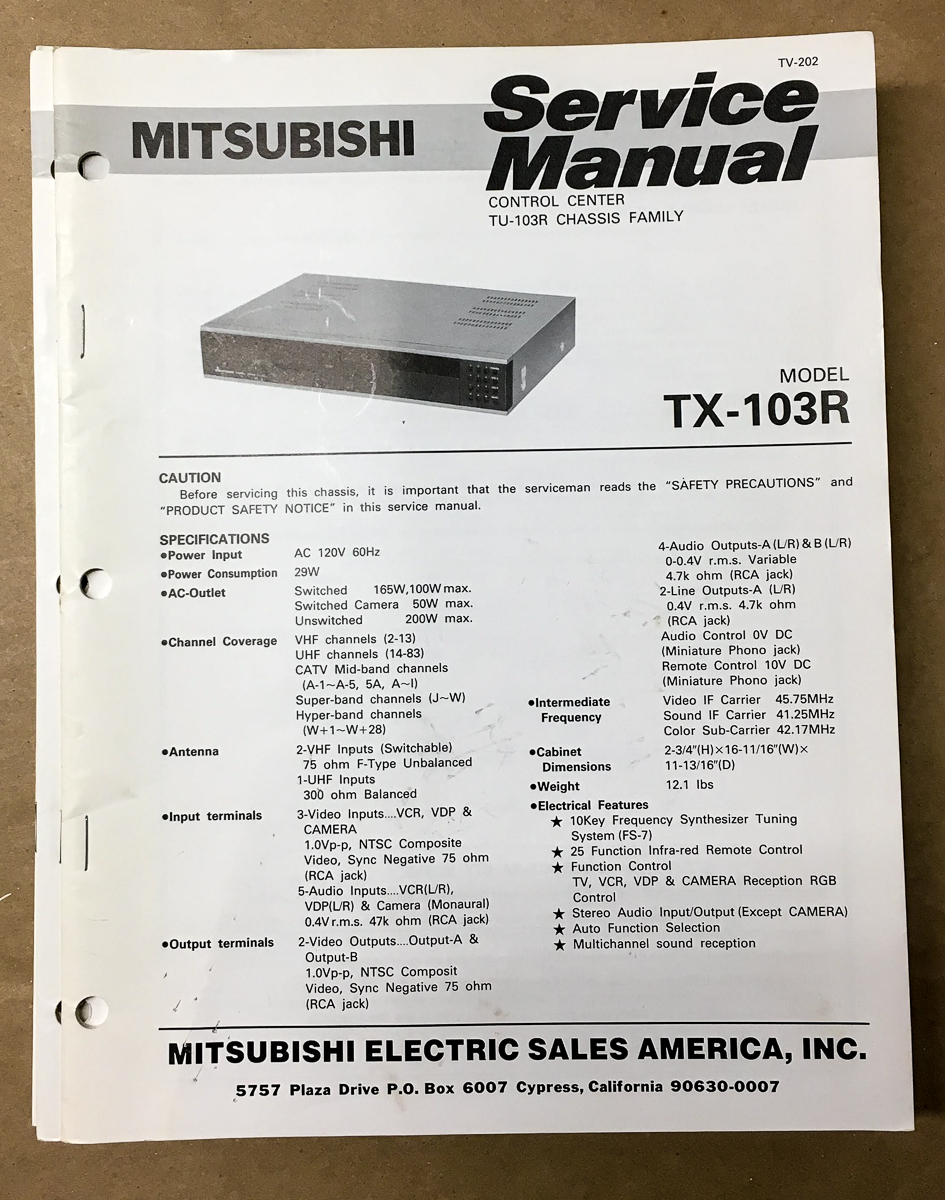 TV-202
MITSUBISHI
Service
Manual
CONTROL CENTER
TU-103R CHASSIS FAMILY
MODEL
TX-103R
CAUTION
Before servicing this chassis, it is important that the serviceman reads the “SAFETY PRECAUTIONS” and
“PRODUCT SAFETY NOTICE” in this service manual.
SPECIFICATIONS
●Power Input AC 120V 60Hz
●Power Consumption 29W
●AC-Outlet Switched 165W,100W max.
Switched Camera 50W max.
Unswitched 200W max.
●Channel Coverage VHF channels (2-13)
UHF channels (14-83)
CATV Mid-band channels
(A-1~A-5, 5A, A~I)
Super-band channels (J~W)
Hyper-band channels
(W+1~W+28)
●Antenna 2-VHF Inputs (Switchable)
75 ohm F-Type Unbalanced
1-UHF Inputs
300 ohm Balanced
●Input terminals 3-Video Inputs....VCR, VDP &
CAMERA
1.0Vp-p, NTSC Composite
Video, Sync Negative 75 ohm
(RCA jack)
5-Audio Inputs....VCR(L/R),
VDP(L/R) & Camera (Monaural)
0.4V r.m.s. 47k ohm (RCA jack)
●Output terminals 2-Video Outputs....Output-A &
Output-B
1.0Vp-p, NTSC Composit
Video, Sync Negative 75 ohm
(RCA jack)
4-Audio Outputs-A (L/R) & B (L/R)
0-0.4V r.m.s. Variable
4.7k ohm (RCA jack)
2-Line Outputs-A (L/R)
0.4V r.m.s. 4.7k ohm
(RCA jack)
Audio Control 0V DC
(Miniature Phono jack)
Remote Control 10V DC
(Miniature Phono jack)
●Intermediate Video IF Carrier 45.75MHz
Frequency Sound IF Carrier 41.25MHz
Color Sub-Carrier 42.17MHz
●Cabinet 2-3/4”(H)×16-11/16”(W)×
Dimensions 11-13/16”(D)
●Weight 12.1 lbs
●Electrical Features
★ 10Key Frequency Synthesizer Tuning
System (FS-7)
★ 25 Function Infra-red Remote Control
★ Function Control
TV, VCR, VDP & CAMERA Reception RGB
Control
★ Stereo Audio Input/Output (Except CAMERA)
★ Auto Function Selection
★ Multichannel sound reception
MITSUBISHI ELECTRIC SALES AMERICA, INC.
5757 Plaza Drive P.O. Box 6007 Cypress, California 90630-0007